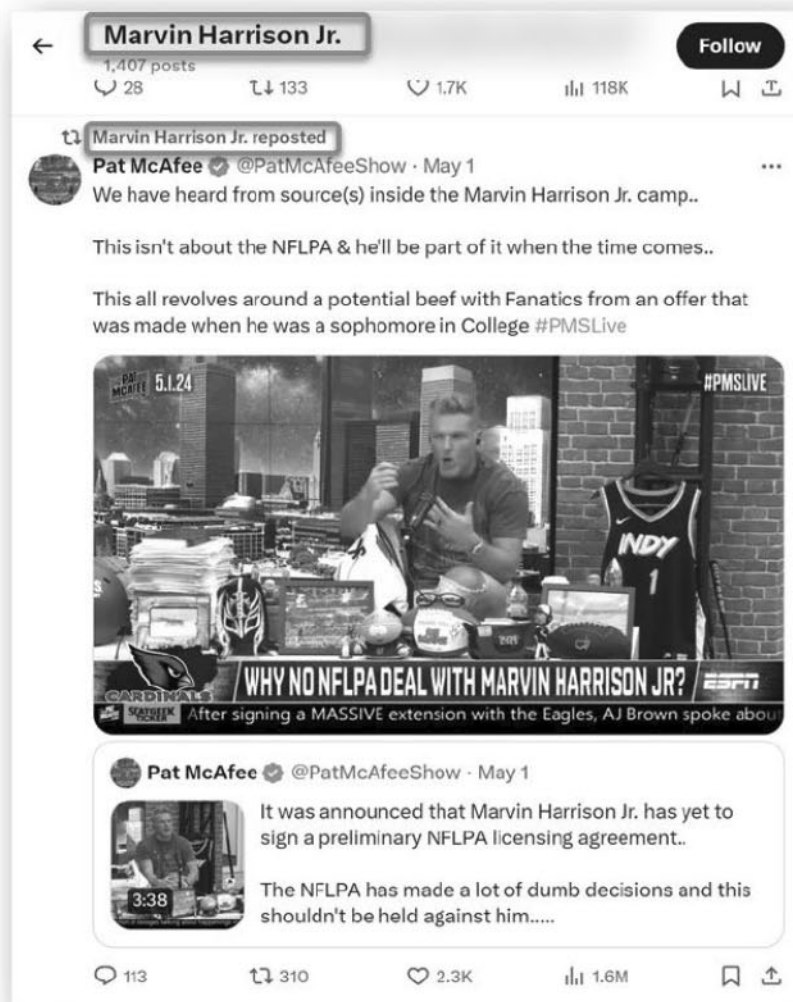 Marvin Harrison Jr.
Follow
1,407 posts
28 133 1.7K 118K
Marvin Harrison Jr. reposted
Pat McAfee @PatMcAfeeShow · May 1
We have heard from source(s) inside the Marvin Harrison Jr. camp..
This isn't about the NFLPA & he'll be part of it when the time comes..
This all revolves around a potential beef with Fanatics from an offer that
was made when he was a sophomore in College #PMSLive
PAT
MCAFEE 5.1.24
#PMSLIVE
INDY
1
CARDINALS
WHY NO NFLPA DEAL WITH MARVIN HARRISON JR?
ESPN
SEATGEEK
TICKER
After signing a MASSIVE extension with the Eagles, AJ Brown spoke abou
Pat McAfee @PatMcAfeeShow · May 1
It was announced that Marvin Harrison Jr. has yet to
sign a preliminary NFLPA licensing agreement..
The NFLPA has made a lot of dumb decisions and this
shouldn't be held against him.....
3:38
113 310 2.3K 1.6M